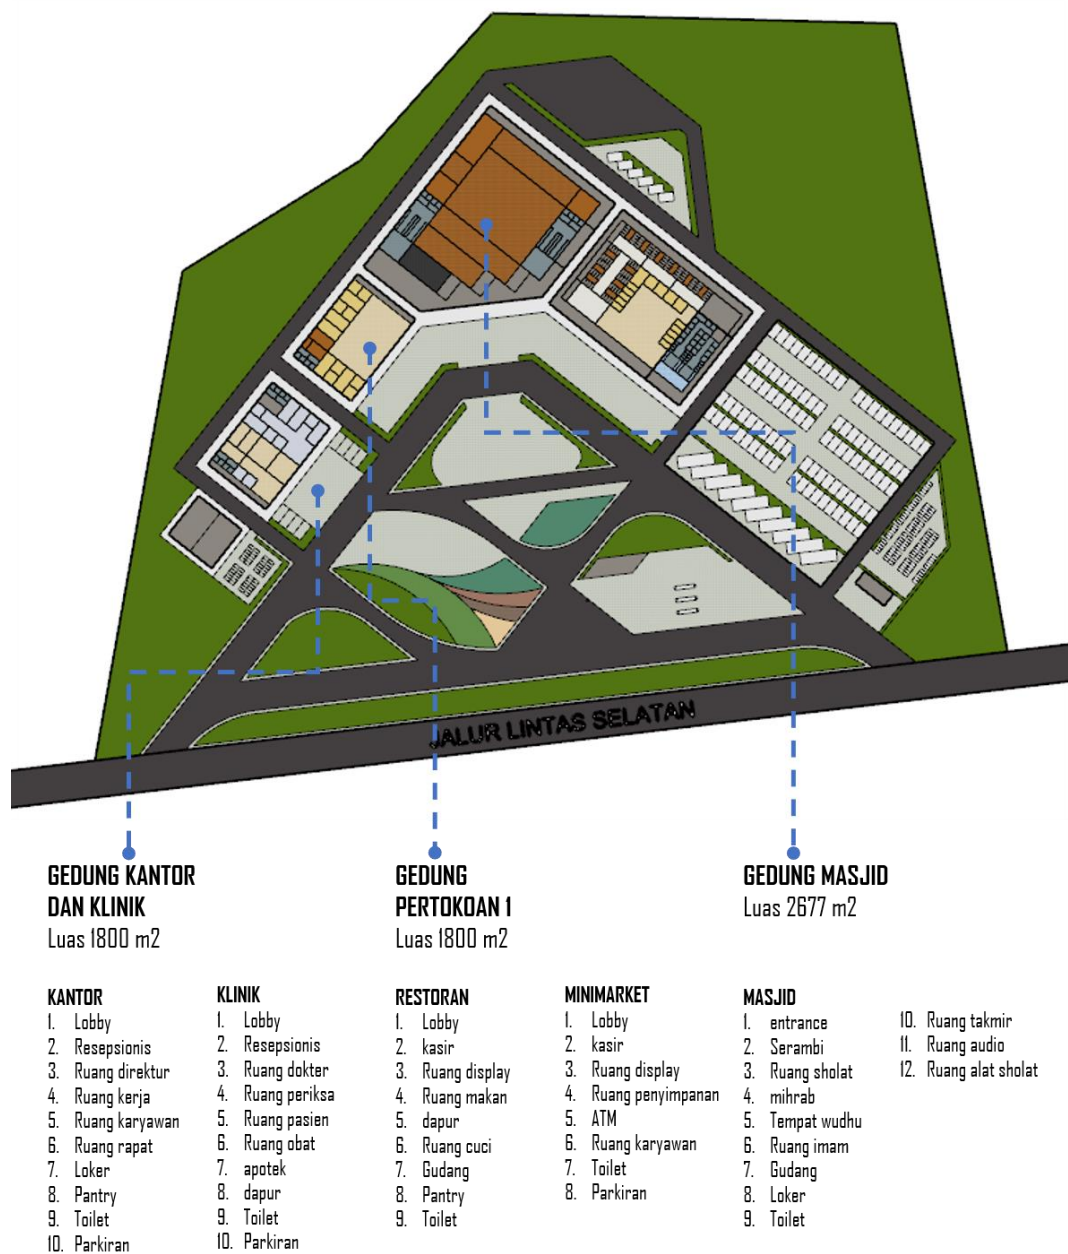 JALUR LINTAS SELATAN
GEDUNG KANTOR
DAN KLINIK
Luas 1800 m2
GEDUNG
PERTOKOAN 1
Luas 1800 m2
GEDUNG MASJID
Luas 2677 m2
KANTOR
1. Lobby
2. Resepsionis
3. Ruang direktur
4. Ruang kerja
5. Ruang karyawan
6. Ruang rapat
7. Loker
8. Pantry
9. Toilet
10. Parkiran
KLINIK
1. Lobby
2. Resepsionis
3. Ruang dokter
4. Ruang periksa
5. Ruang pasien
6. Ruang obat
7. apotek
8. dapur
9. Toilet
10. Parkiran
RESTORAN
1. Lobby
2. kasir
3. Ruang display
4. Ruang makan
5. dapur
6. Ruang cuci
7. Gudang
8. Pantry
9. Toilet
MINIMARKET
1. Lobby
2. kasir
3. Ruang display
4. Ruang penyimpanan
5. ATM
6. Ruang karyawan
7. Toilet
8. Parkiran
MASJID
1. entrance
2. Serambi
3. Ruang sholat
4. mihrab
5. Tempat wudhu
6. Ruang imam
7. Gudang
8. Loker
9. Toilet
10. Ruang takmir
11. Ruang audio
12. Ruang alat sholat